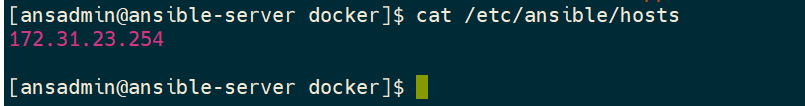 [ansadmin@ansible-server docker]$ cat /etc/ansible/hosts
172.31.23.254
[ansadmin@ansible-server docker]$